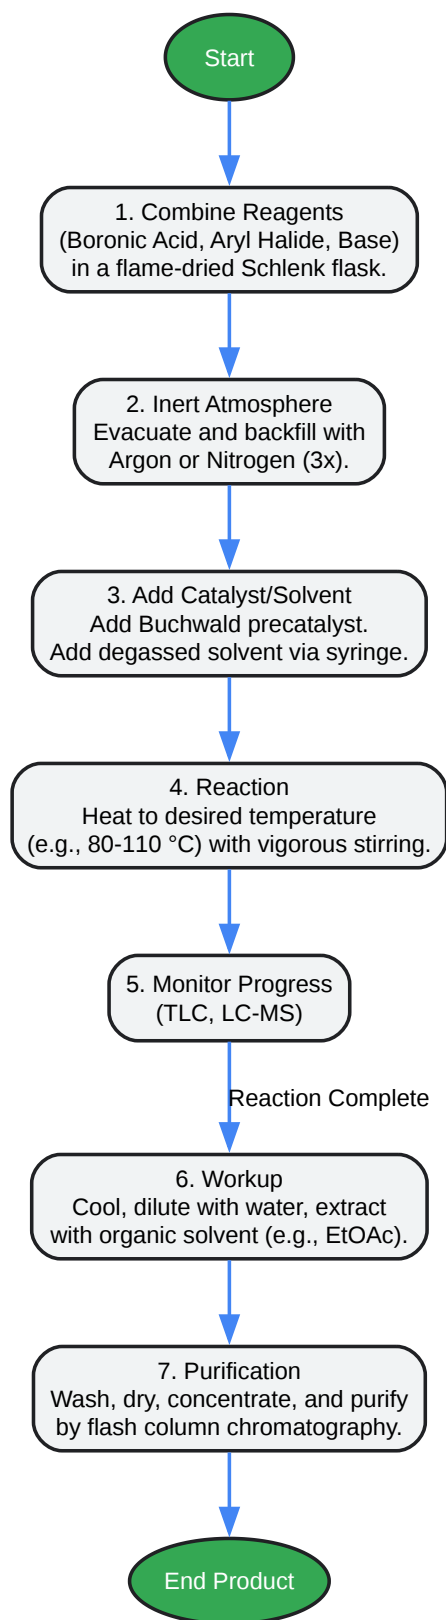 Start
1. Combine Reagents
(Boronic Acid, Aryl Halide, Base)
in a flame-dried Schlenk flask.
2. Inert Atmosphere
Evacuate and backfill with
Argon or Nitrogen (3x).
3. Add Catalyst/Solvent
Add Buchwald precatalyst.
Add degassed solvent via syringe.
4. Reaction
Heat to desired temperature
(e.g., 80-110 °C) with vigorous stirring.
5. Monitor Progress
(TLC, LC-MS)
Reaction Complete
6. Workup
Cool, dilute with water, extract
with organic solvent (e.g., EtOAc).
7. Purification
Wash, dry, concentrate, and purify
by flash column chromatography.
End Product